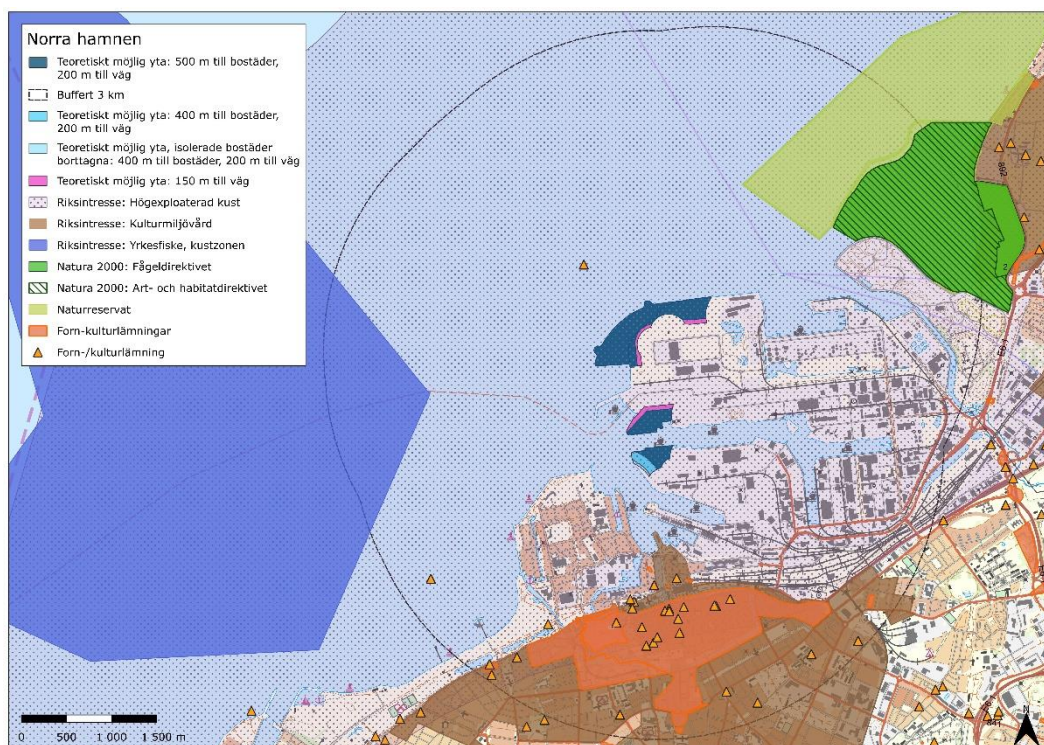 Norra hamnen
Teoretiskt möjlig yta: 500 m till bostäder,
200 m till väg
Buffert 3 km
Teoretiskt möjlig yta: 400 m till bostäder,
200 m till väg
Teoretiskt möjlig yta, isolerade bostäder
borttagna: 400 m till bostäder, 200 m till väg
Teoretiskt möjlig yta: 150 m till väg
Riksintresse: Högexploaterad kust
Riksintresse: Kulturmiljövård
Riksintresse: Yrkesfiske, kustzonen
Natura 2000: Fågeldirektivet
Natura 2000: Art- och habitatdirektivet
Naturreservat
Forn-kulturlämningar
Forn-/kulturlämning
892
2
N
0 500 1 000 1 500 m